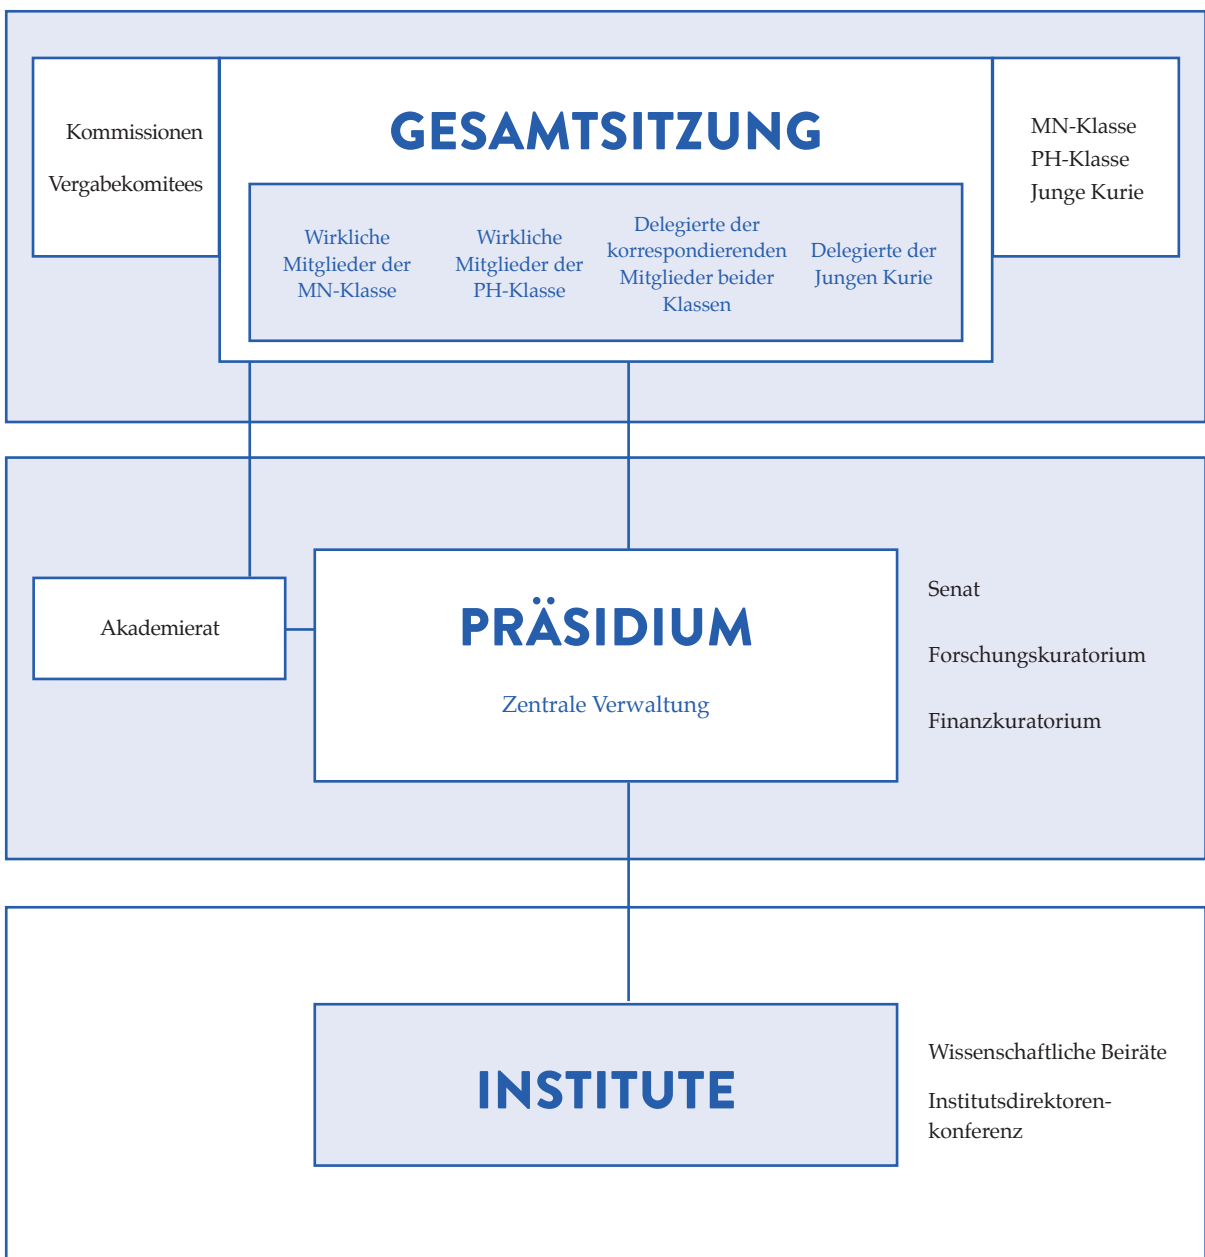 Kommissionen
Vergabekomitees
GESAMTSITZUNG
Wirkliche
Mitglieder der
MN-Klasse
Wirkliche
Mitglieder der
PH-Klasse
Delegierte der
korrespondierenden
Mitglieder beider
Klassen
Delegierte der
Jungen Kurie
MN-Klasse
PH-Klasse
Junge Kurie
Akademierat
PRÄSIDIUM
Zentrale Verwaltung
Senat
Forschungskuratorium
Finanzkuratorium
INSTITUTE
Wissenschaftliche Beiräte
Institutsdirektoren-
konferenz